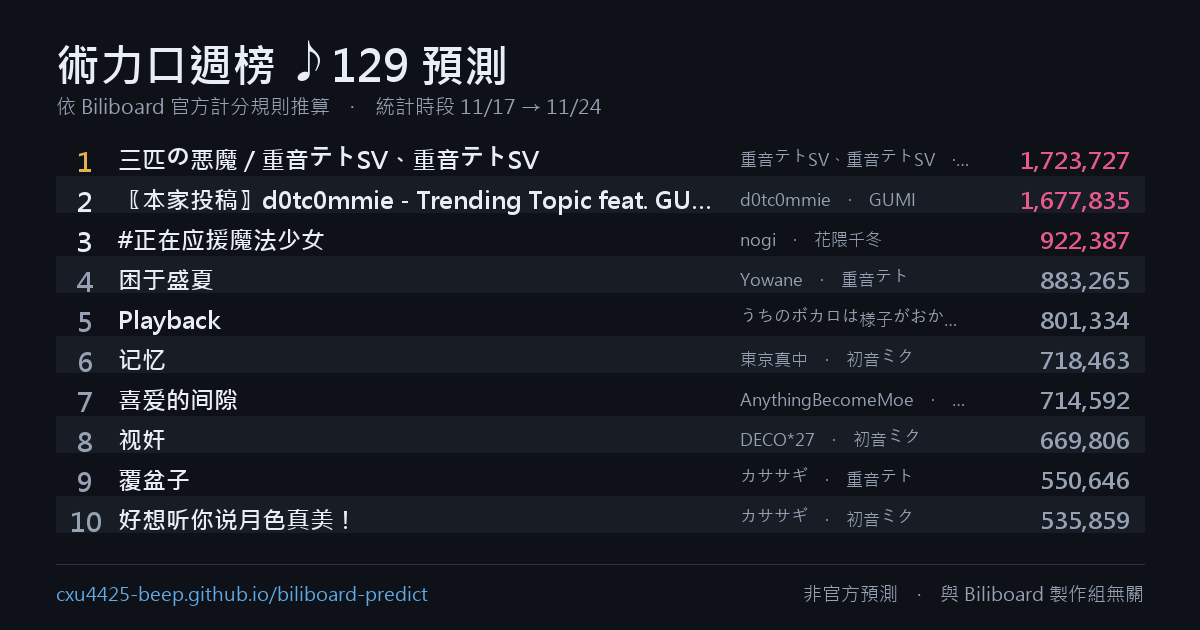 術力口週榜 ♪129 預測
依 Biliboard 官方計分規則推算 · 統計時段 11/17 → 11/24
1 三匹の悪魔 / 重音テトSV、重音テトSV 重音テトSV、重音テトSV ·... 1,723,727
2 〖本家投稿〗d0tc0mmie - Trending Topic feat. GU... d0tc0mmie · GUMI 1,677,835
3 #正在应援魔法少女 nogi · 花隈千冬 922,387
4 困于盛夏 Yowane · 重音テト 883,265
5 Playback うちのボカロは様子がおか... 801,334
6 记忆 東京真中 · 初音ミク 718,463
7 喜爱的间隙 AnythingBecomeMoe · ... 714,592
8 视奸 DECO*27 · 初音ミク 669,806
9 覆盆子 カササギ · 重音テト 550,646
10 好想听你说月色真美！ カササギ · 初音ミク 535,859
cxu4425-beep.github.io/biliboard-predict 非官方預測 · 與 Biliboard 製作組無關